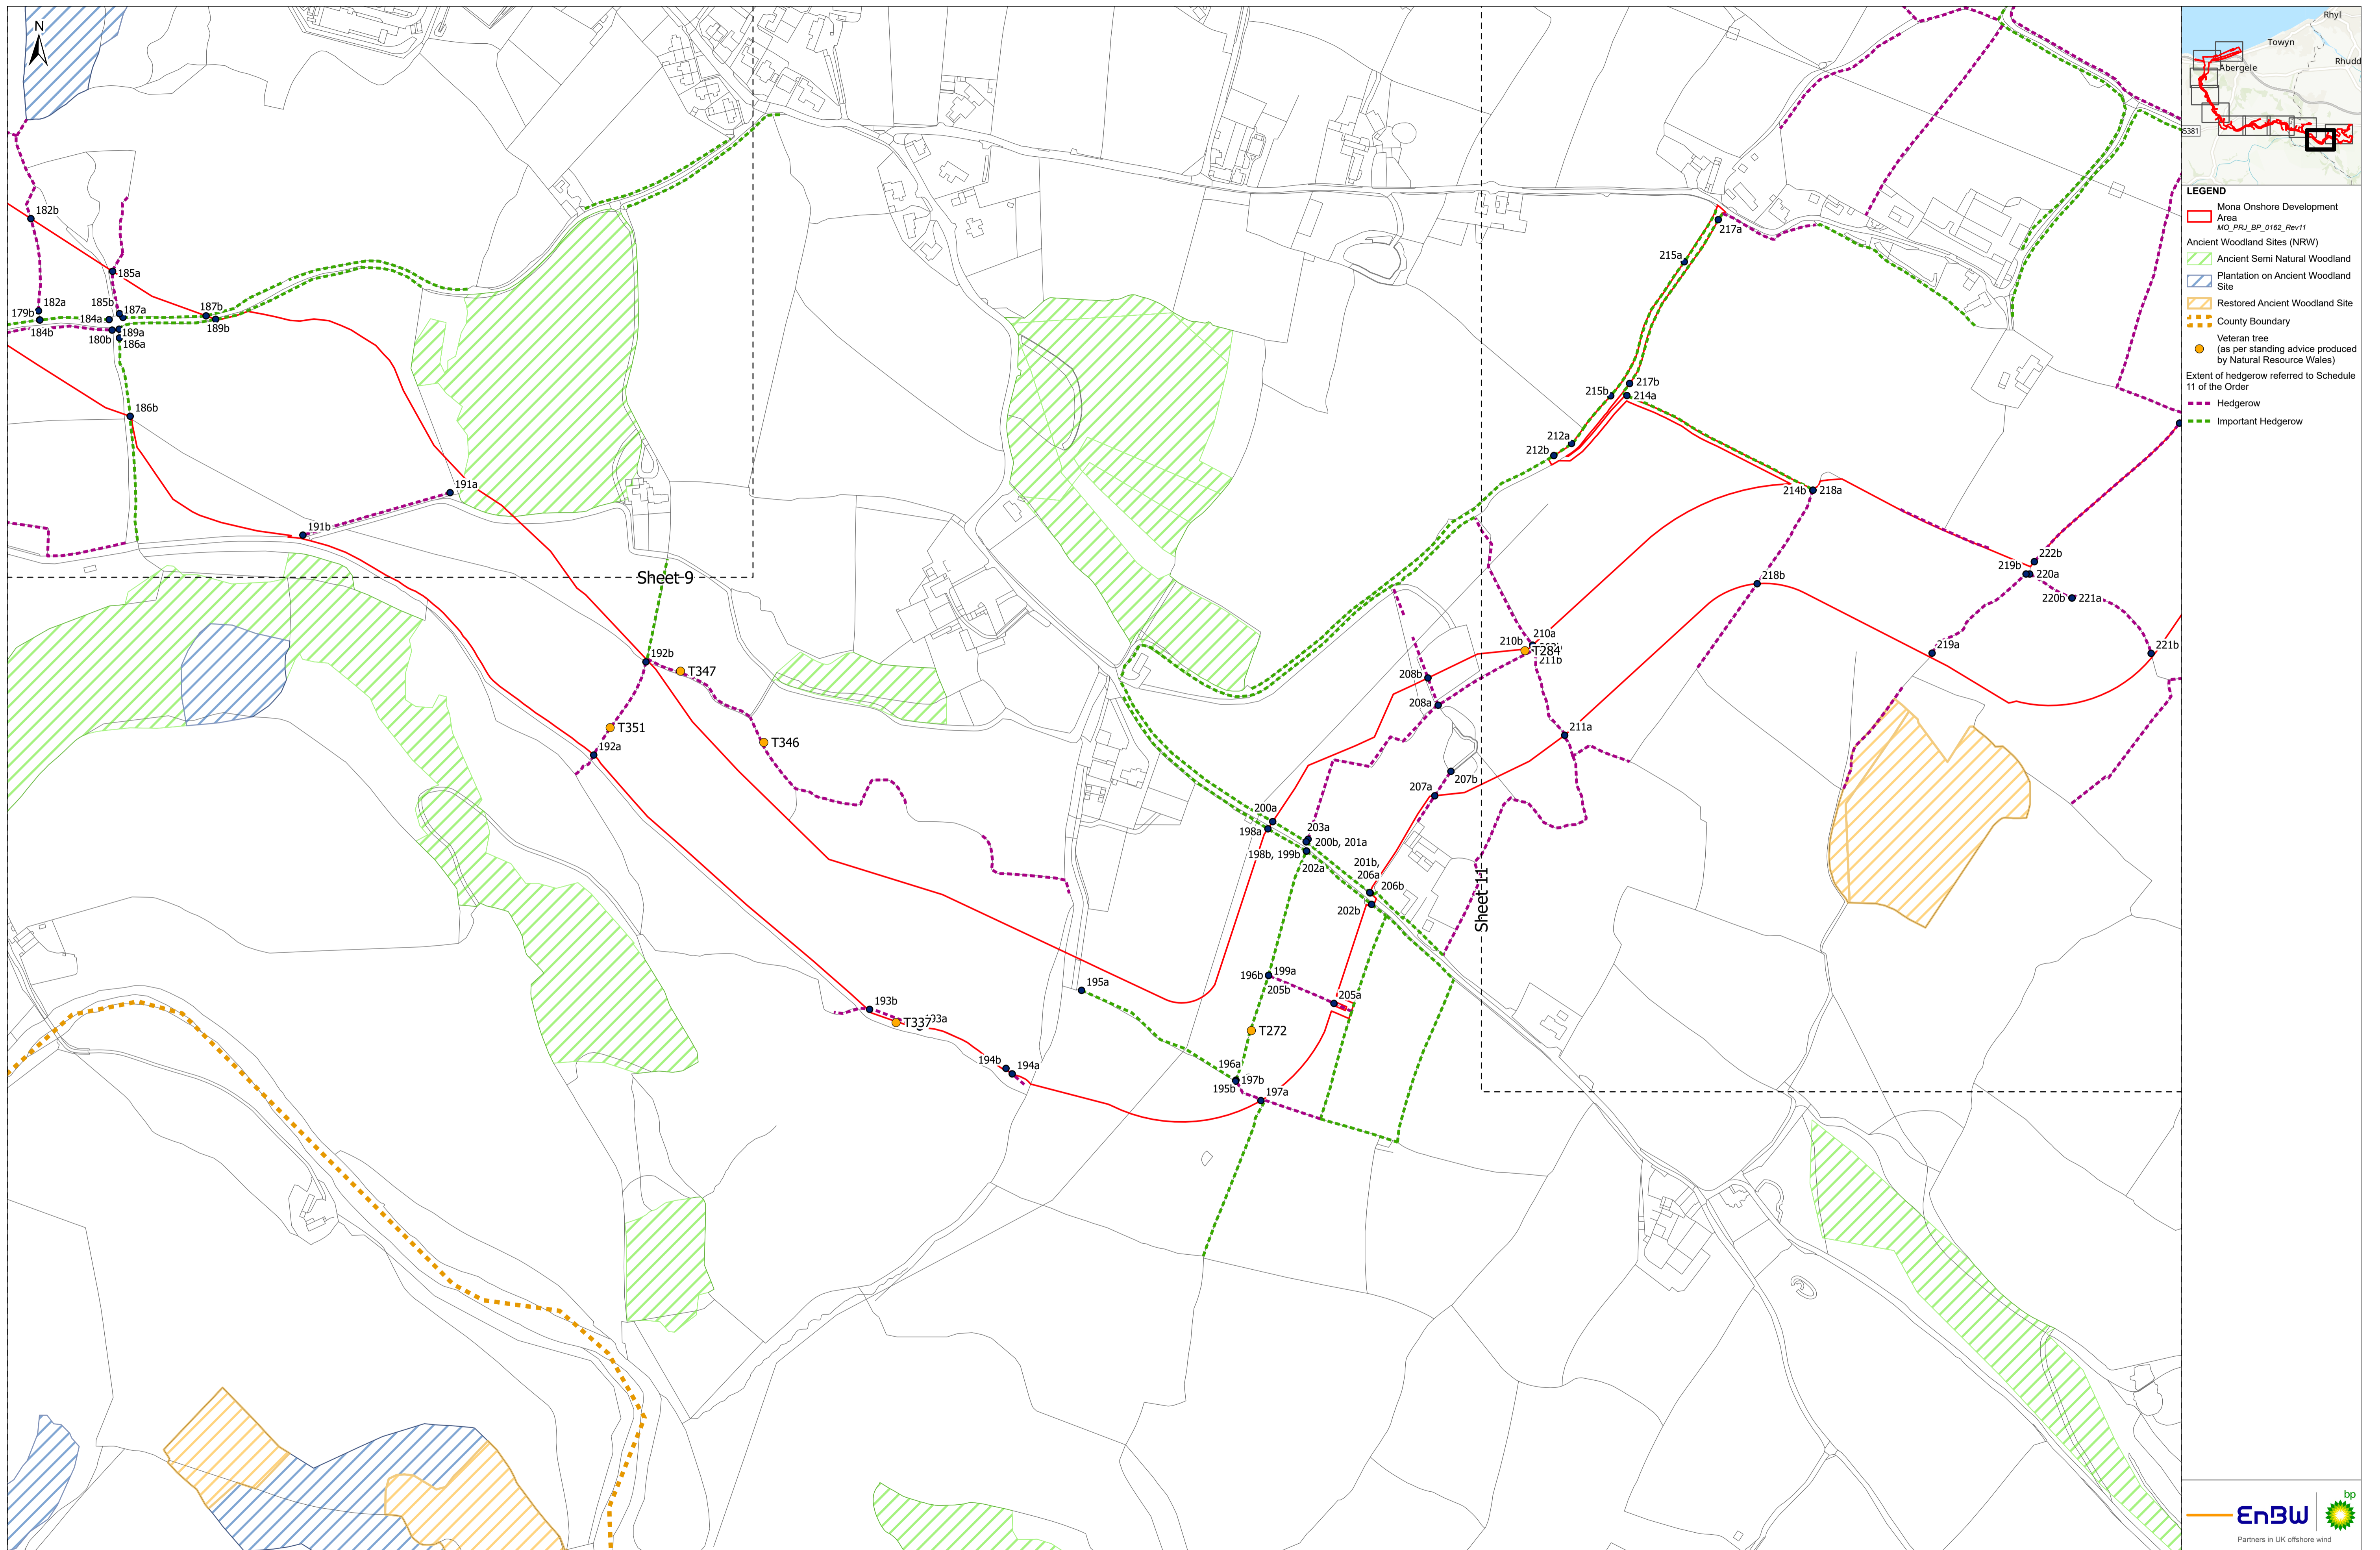 N
182b
185a
182a
179b
184b
185b
184a
187a
189a
180b
186a
187b
189b
186b
191a
191b
Sheet 9
192b
T347
T351
192a
T346
193b
T337
194b
194a
195a
200a
198a
203a
200b, 201a
198b, 199b
202a
201b,
206a
206b
202b
196b
199a
205b
205a
T272
196a
197b
195b
197a
208b
208a
207b
207a
210a
210b
T284
211b
211a
Sheet 11
217a
215a
217b
215b
214a
212a
212b
214b
218a
218b
222b
219b
220a
220b
221a
219a
221b
Rhyl
Towyn
Rhudd
Abergele
LEGEND
Mona Onshore Development
Area
MO_PRJ_BP_0162_Rev11
Ancient Woodland Sites (NRW)
Ancient Semi Natural Woodland
Plantation on Ancient Woodland
Site
Restored Ancient Woodland Site
County Boundary
Veteran tree
(as per standing advice produced
by Natural Resource Wales)
Extent of hedgerow referred to Schedule
11 of the Order
Hedgerow
Important Hedgerow
EnBW
bp
Partners in UK offshore wind